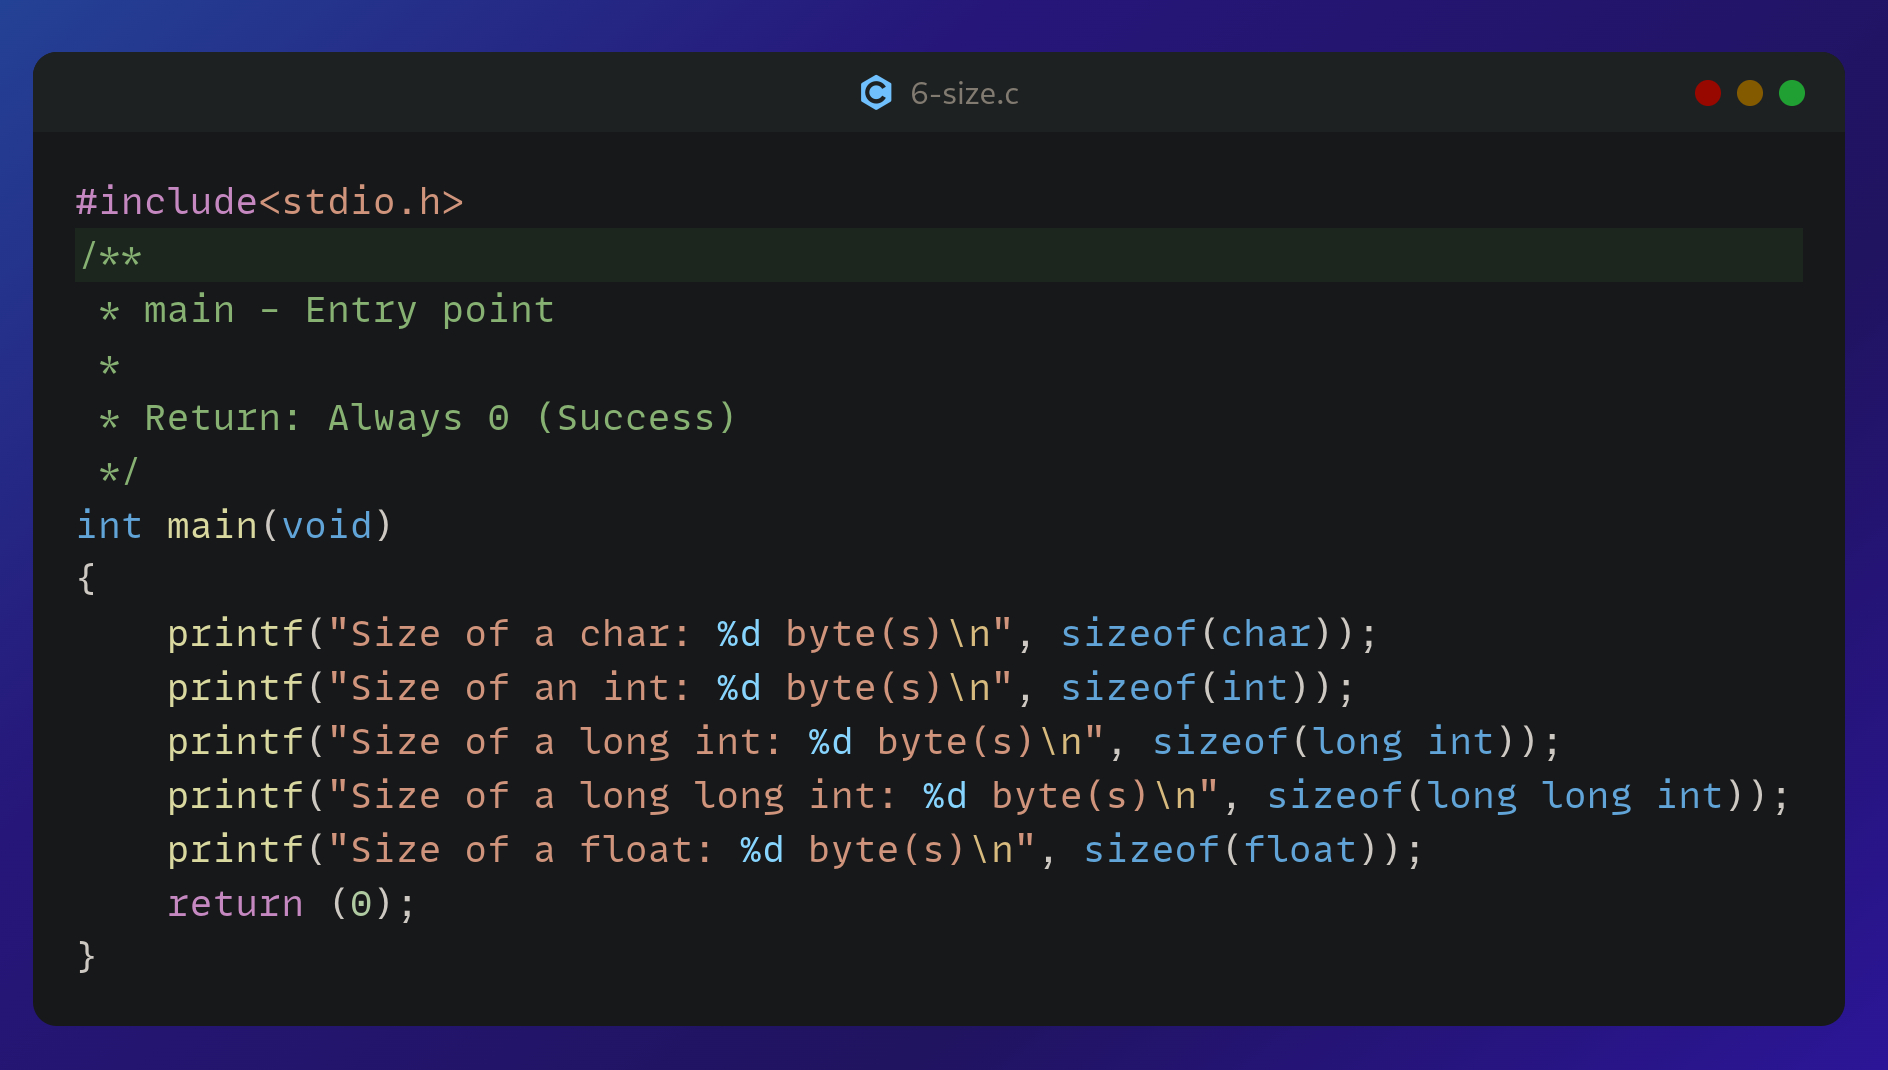 6-size.c
#include<stdio.h>
/**
 * main - Entry point
 *
 * Return: Always 0 (Success)
 */
int main(void)
{
    printf("Size of a char: %d byte(s)\n", sizeof(char));
    printf("Size of an int: %d byte(s)\n", sizeof(int));
    printf("Size of a long int: %d byte(s)\n", sizeof(long int));
    printf("Size of a long long int: %d byte(s)\n", sizeof(long long int));
    printf("Size of a float: %d byte(s)\n", sizeof(float));
    return (0);
}